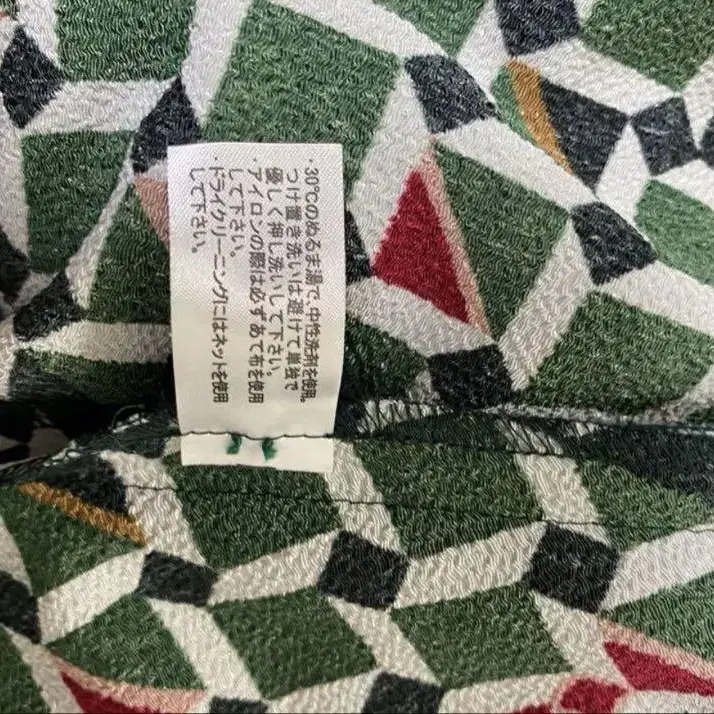 ・30℃のぬるま湯で、中性洗剤を使用。
つけ置き洗いは避けて単独で
優しく押し洗いして下さい。
・アイロンの際は必ずあて布を使用
して下さい。
・ドライクリーニングにはネットを使用
して下さい。